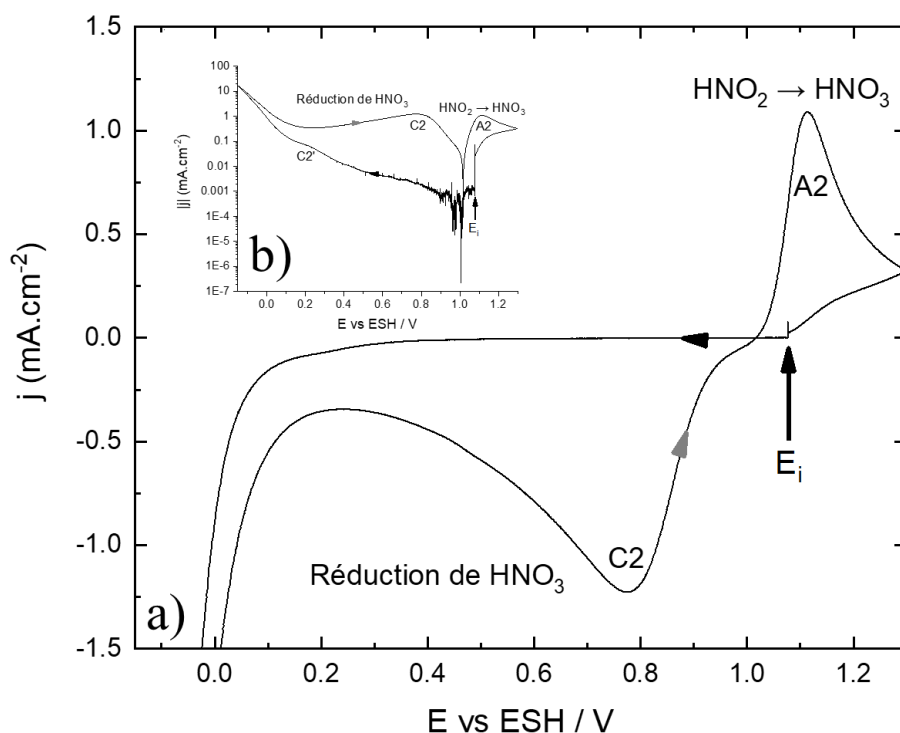 1.5
1.0
0.5
0.0
-0.5
-1.0
-1.5
j (mA.cm⁻²)
0.0 0.2 0.4 0.6 0.8 1.0 1.2
E vs ESH / V
HNO₂ → HNO₃
A2
Eᵢ
C2
Réduction de HNO₃
a)
100
10
1
0.1
0.01
0.001
1E-4
1E-5
1E-6
1E-7
|j| (mA.cm⁻²)
Réduction de HNO₃
HNO₂ → HNO₃
C2
A2
C2'
Eᵢ
b)
0.0 0.2 0.4 0.6 0.8 1.0 1.2
E vs ESH / V